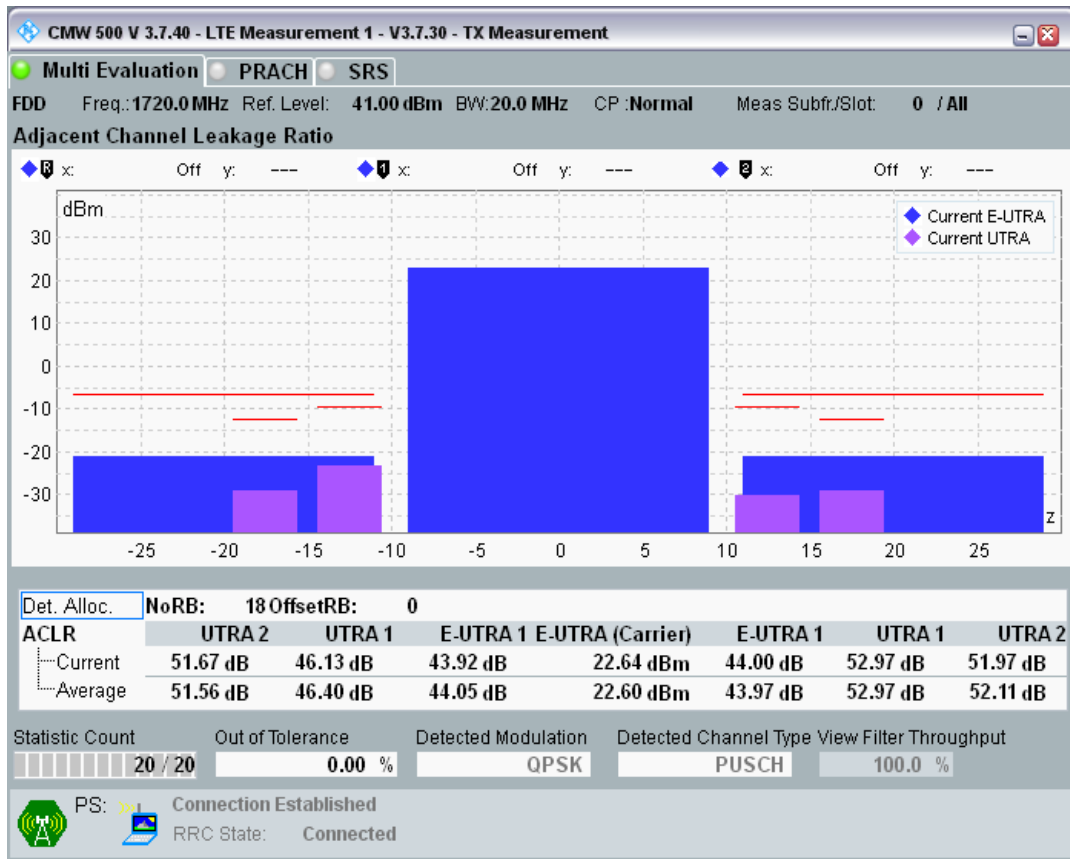 CMW 500 V 3.7.40 - LTE Measurement 1 - V3.7.30 - TX Measurement
Multi Evaluation PRACH SRS
FDD Freq.:1720.0 MHz Ref. Level: 41.00 dBm BW:20.0 MHz CP :Normal Meas Subfr./Slot: 0 / All
Adjacent Channel Leakage Ratio
R x: Off y: --- 1 x: Off y: --- 2 x: Off y: ---
dBm
Current E-UTRA
Current UTRA
30
20
10
0
-10
-20
-30
z
-25 -20 -15 -10 -5 0 5 10 15 20 25
Det. Alloc. NoRB: 18 OffsetRB: 0
ACLR UTRA 2 UTRA 1 E-UTRA 1 E-UTRA (Carrier) E-UTRA 1 UTRA 1 UTRA 2
Current 51.67 dB 46.13 dB 43.92 dB 22.64 dBm 44.00 dB 52.97 dB 51.97 dB
Average 51.56 dB 46.40 dB 44.05 dB 22.60 dBm 43.97 dB 52.97 dB 52.11 dB
Statistic Count Out of Tolerance Detected Modulation Detected Channel Type View Filter Throughput
20 / 20 0.00 % QPSK PUSCH 100.0 %
PS: Connection Established
RRC State: Connected